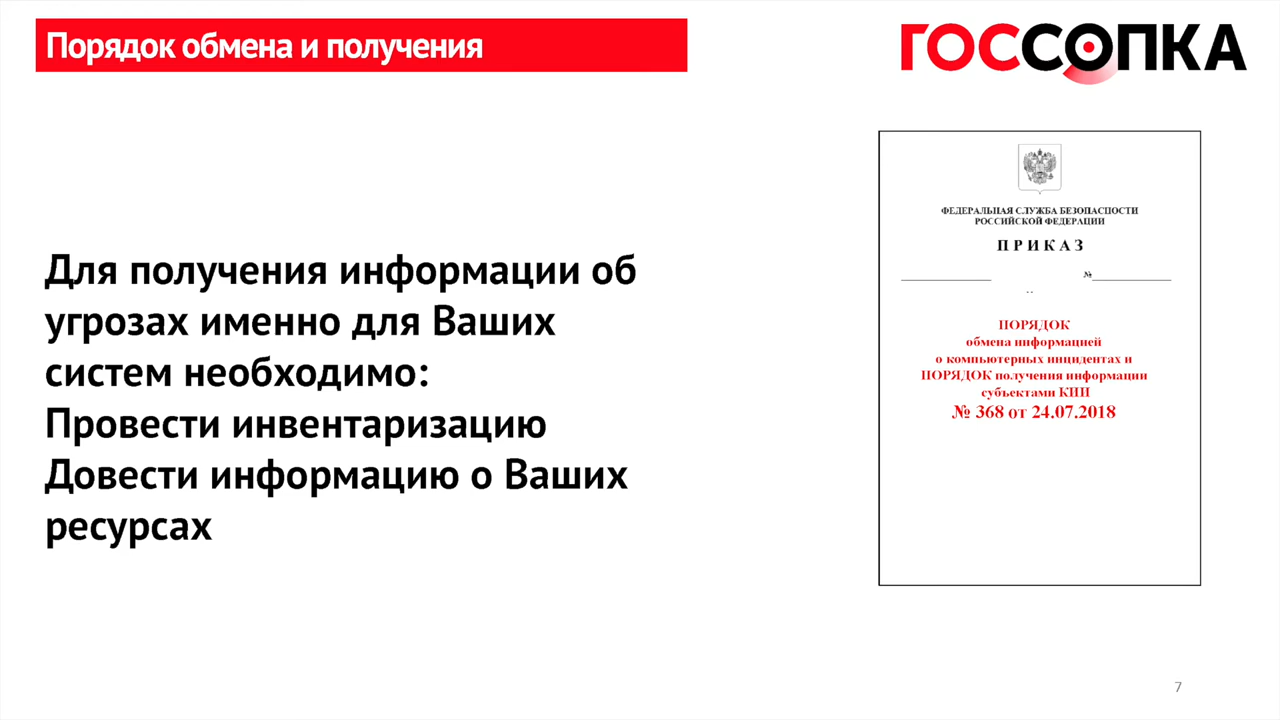 Порядок обмена и получения
ГОССОПКА
Для получения информации об
угрозах именно для Ваших
систем необходимо:
Провести инвентаризацию
Довести информацию о Ваших
ресурсах
ФЕДЕРАЛЬНАЯ СЛУЖБА БЕЗОПАСНОСТИ
РОССИЙСКОЙ ФЕДЕРАЦИИ
П Р И К А З
№
ПОРЯДОК
обмена информацией
о компьютерных инцидентах и
ПОРЯДОК получения информации
субъектами КИИ
№ 368 от 24.07.2018
7